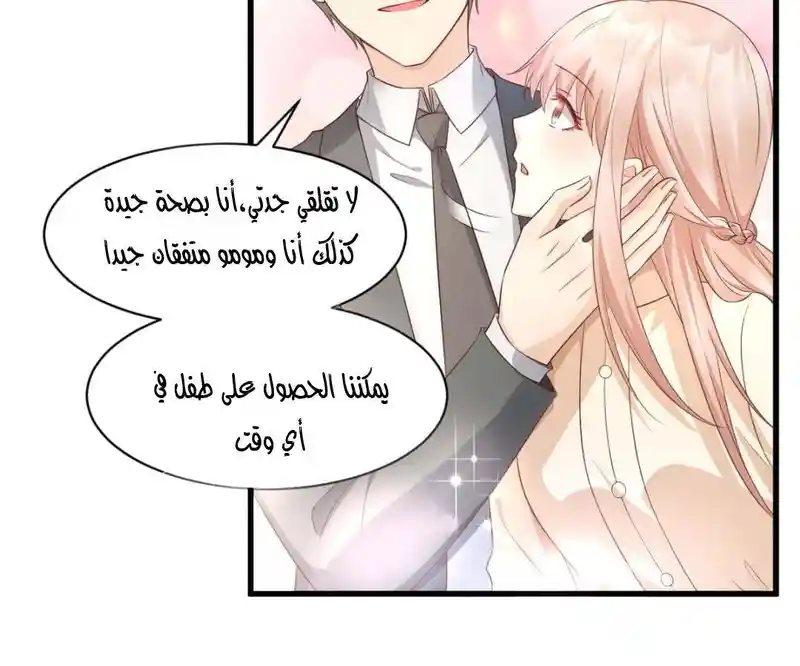 لا تقلقي جدتي،أنا بصحة جيدة
كذلك أنا ومومو متفقان جيدا
يمكننا الحصول على طفل في
أي وقت